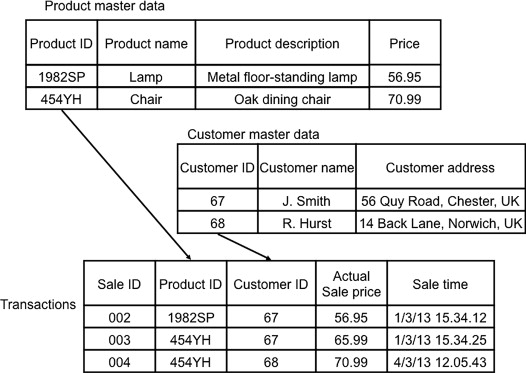 Product master data
Product ID Product name Product description Price
1982SP Lamp Metal floor-standing lamp 56.95
454YH Chair Oak dining chair 70.99
Customer master data
Customer ID Customer name Customer address
67 J. Smith 56 Quy Road, Chester, UK
68 R. Hurst 14 Back Lane, Norwich, UK
Transactions
Sale ID Product ID Customer ID Actual Sale price Sale time
002 1982SP 67 56.95 1/3/13 15.34.12
003 454YH 67 65.99 1/3/13 15.34.25
004 454YH 68 70.99 4/3/13 12.05.43